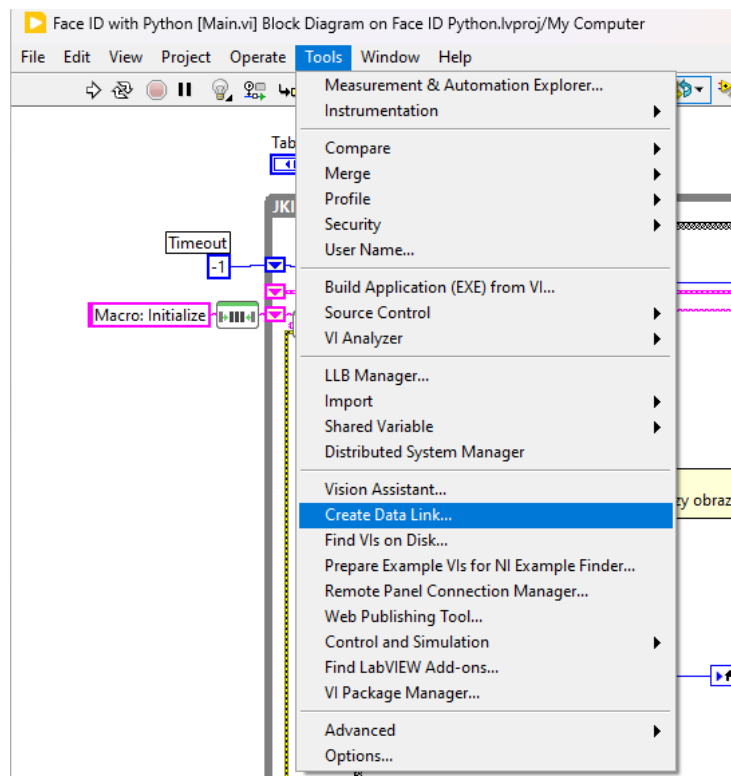 Face ID with Python [Main.vi] Block Diagram on Face ID Python.lvproj/My Computer
File Edit View Project Operate Tools Window Help
Measurement & Automation Explorer...
Instrumentation
Tab
Compare
Merge
Profile
JKI
Security
Timeout
User Name...
-1
Build Application (EXE) from VI...
Macro: Initialize
Source Control
VI Analyzer
LLB Manager...
Import
Shared Variable
Distributed System Manager
Vision Assistant...
zy obraz
Create Data Link...
Find VIs on Disk...
Prepare Example VIs for NI Example Finder...
Remote Panel Connection Manager...
Web Publishing Tool...
Control and Simulation
Find LabVIEW Add-ons...
VI Package Manager...
Advanced
Options...